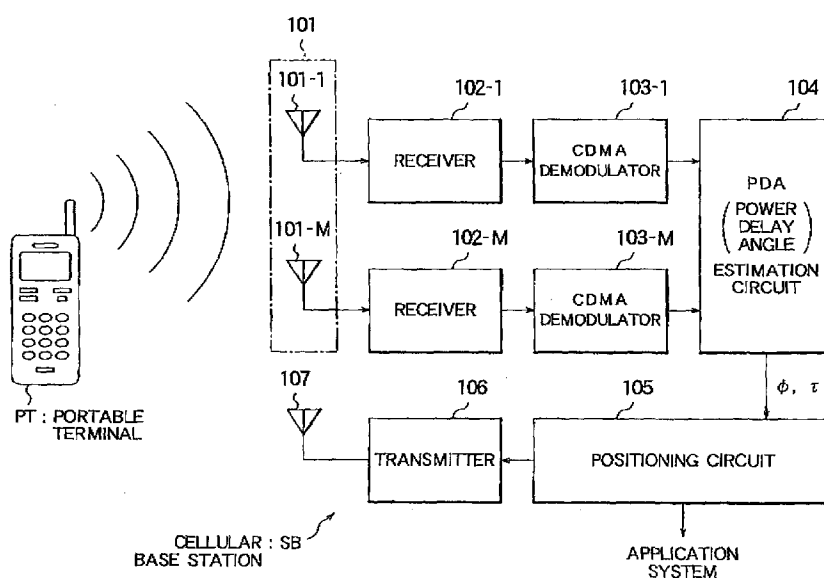 101
101-1
102-1
103-1
104
RECEIVER
CDMA
DEMODULATOR
PDA
(POWER
DELAY
ANGLE)
ESTIMATION
CIRCUIT
101-M
102-M
103-M
RECEIVER
CDMA
DEMODULATOR
PT : PORTABLE
TERMINAL
107
106
105
φ, τ
TRANSMITTER
POSITIONING CIRCUIT
CELLULAR : SB
BASE STATION
APPLICATION
SYSTEM